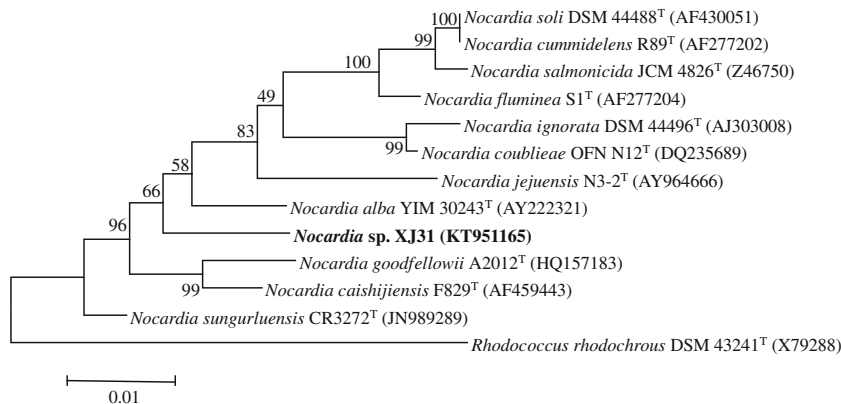 100 Nocardia soli DSM 44488ᵀ (AF430051)
99 Nocardia cummidelens R89ᵀ (AF277202)
100 Nocardia salmonicida JCM 4826ᵀ (Z46750)
49 Nocardia fluminea S1ᵀ (AF277204)
83 Nocardia ignorata DSM 44496ᵀ (AJ303008)
99 Nocardia coublieae OFN N12ᵀ (DQ235689)
58 Nocardia jejuensis N3-2ᵀ (AY964666)
66 Nocardia alba YIM 30243ᵀ (AY222321)
96 Nocardia sp. XJ31 (KT951165)
Nocardia goodfellowii A2012ᵀ (HQ157183)
99 Nocardia caishijiensis F829ᵀ (AF459443)
Nocardia sungurluensis CR3272ᵀ (JN989289)
Rhodococcus rhodochrous DSM 43241ᵀ (X79288)
0.01